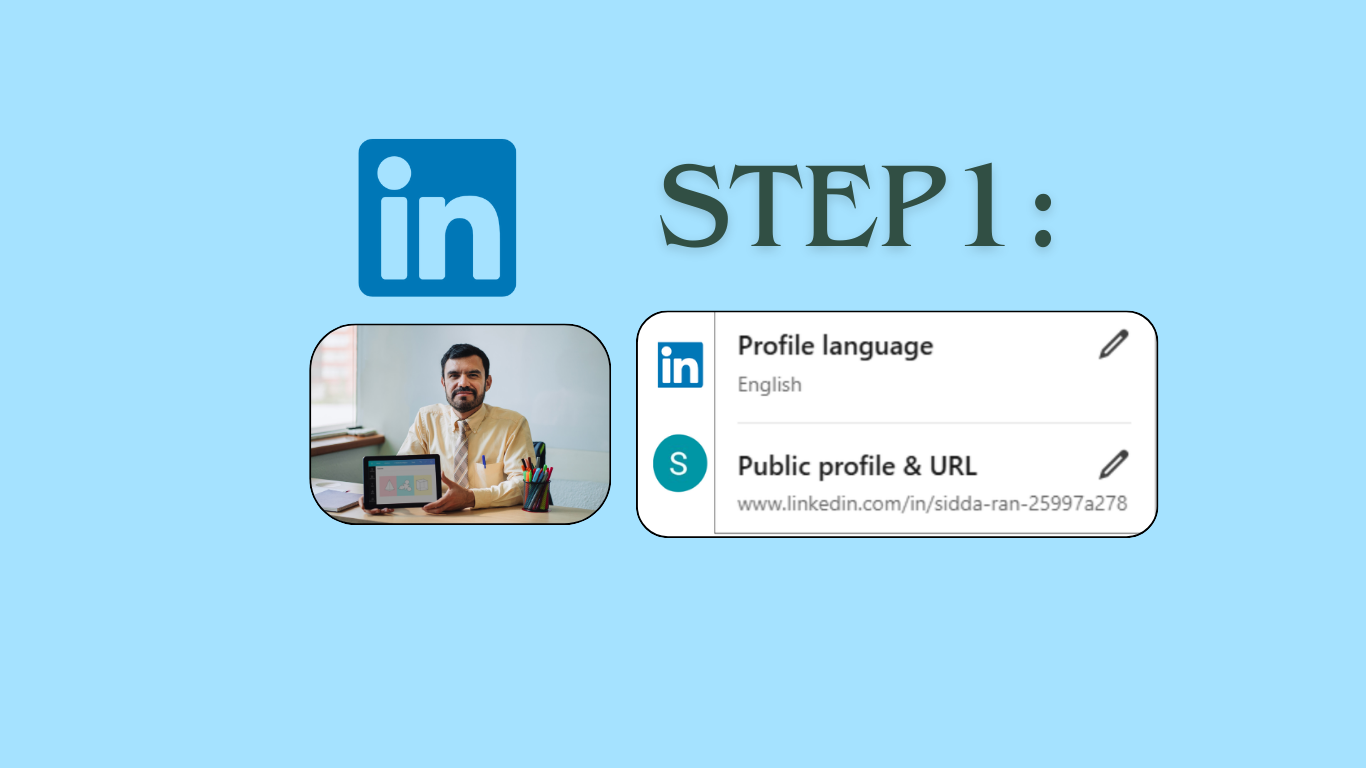 in
STEP1:
in
Profile language
English
S
Public profile & URL
www.linkedin.com/in/sidda-ran-25997a278